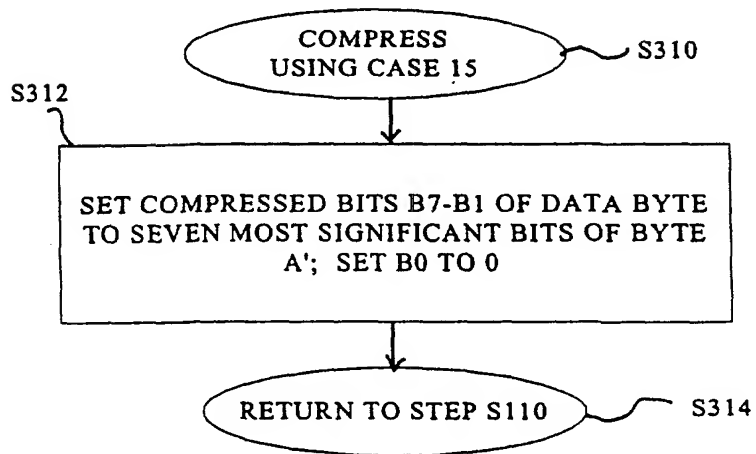 COMPRESS
USING CASE 15
S310
S312
SET COMPRESSED BITS B7-B1 OF DATA BYTE
TO SEVEN MOST SIGNIFICANT BITS OF BYTE
A'; SET B0 TO 0
RETURN TO STEP S110
S314